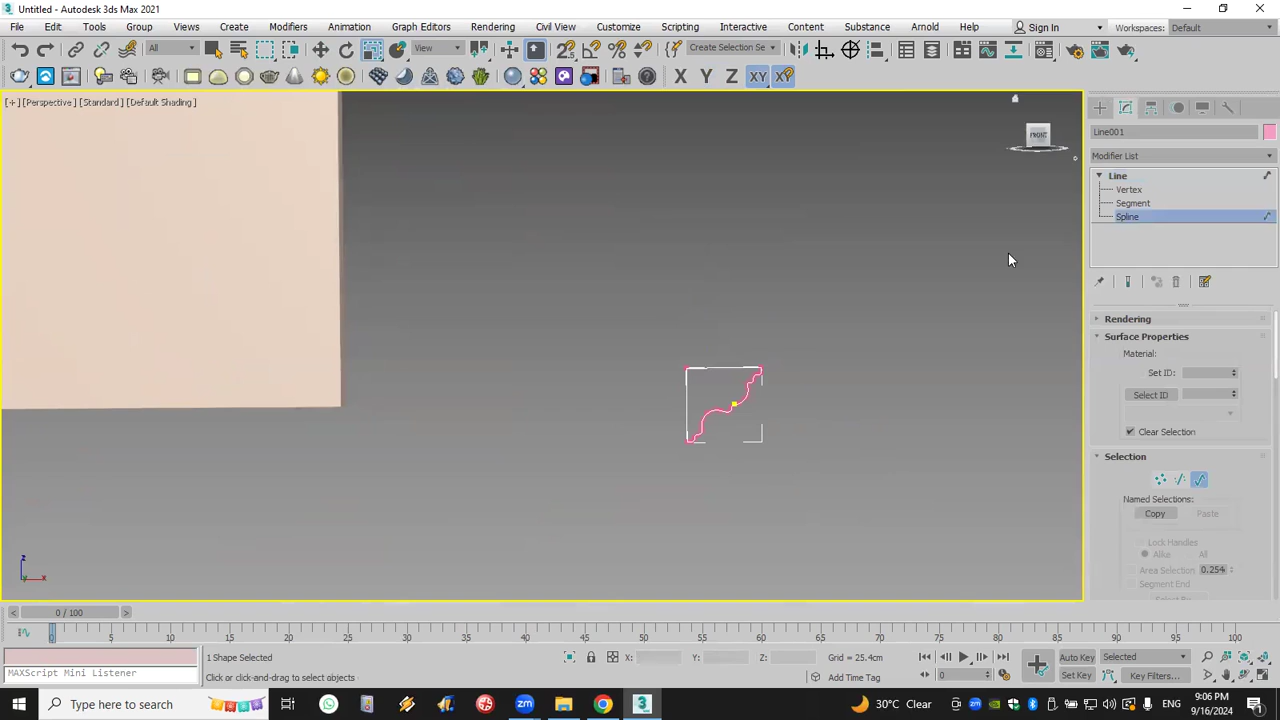 Untitled - Autodesk 3ds Max 2021
File Edit Tools Group Views Create Modifiers Animation Graph Editors Rendering Civil View Customize Scripting Interactive Content Substance Arnold Help Sign In Workspaces: Default
All View Create Selection Se
X Y Z XY XY
[+] [Perspective] [Standard] [Default Shading]
FRONT
Line001
Modifier List
Line
Vertex
Segment
Spline
Rendering
Surface Properties
Material:
Set ID:
Select ID
Clear Selection
Selection
Named Selections:
Copy Paste
Lock Handles
Alike All
Area Selection 0.254
Segment End
z
x
0 / 100
0 5 10 15 20 25 30 35 40 45 50 55 60 65 70 75 80 85 90 95 100
1 Shape Selected X: Y: Z: Grid = 25.4cm Auto Key Selected
MAXScript Mini Listener Click or click-and-drag to select objects Add Time Tag 0 Set Key Key Filters...
Type here to search zm 3 30°C Clear ENG 9:06 PM
9/16/2024